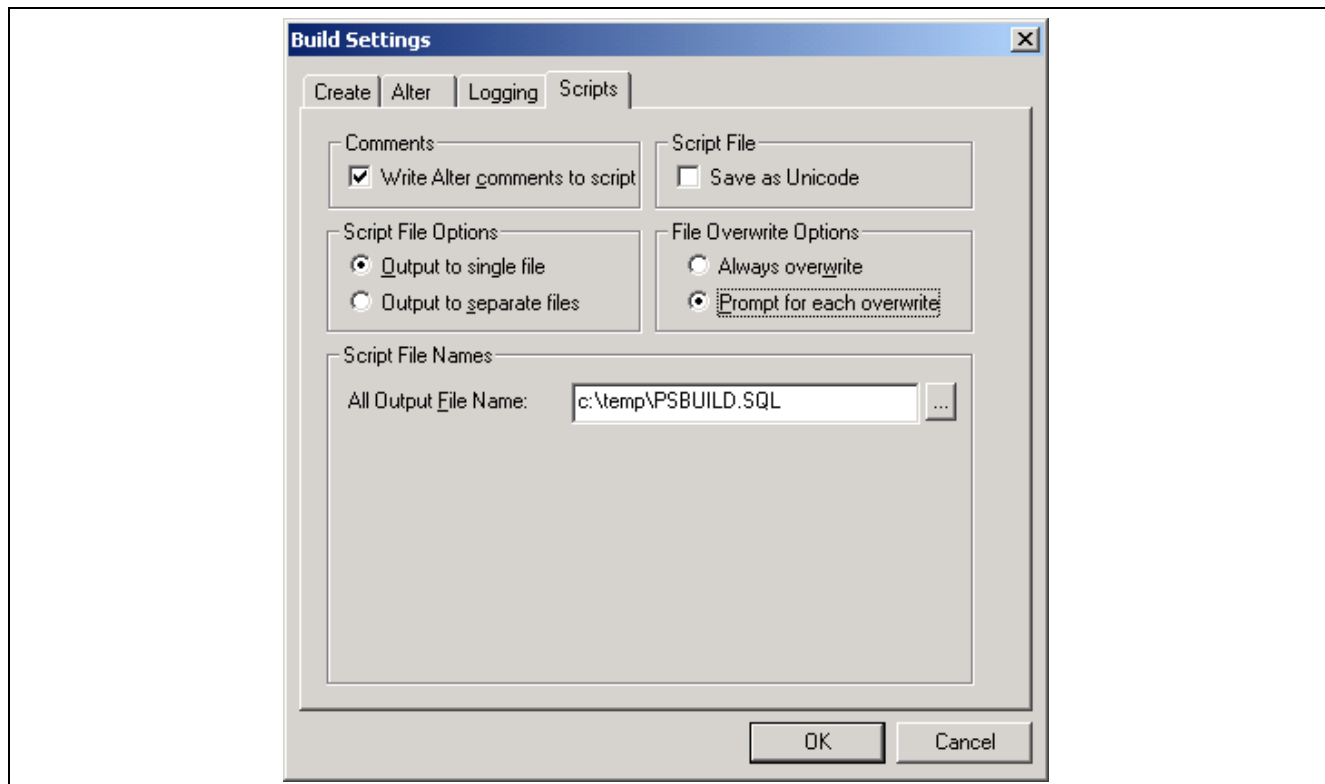 Build Settings
Create Alter Logging Scripts
Comments
Write Alter comments to script
Script File
Save as Unicode
Script File Options
Output to single file
Output to separate files
File Overwrite Options
Always overwrite
Prompt for each overwrite
Script File Names
All Output File Name: c:\temp\PSBUILD.SQL ...
OK Cancel